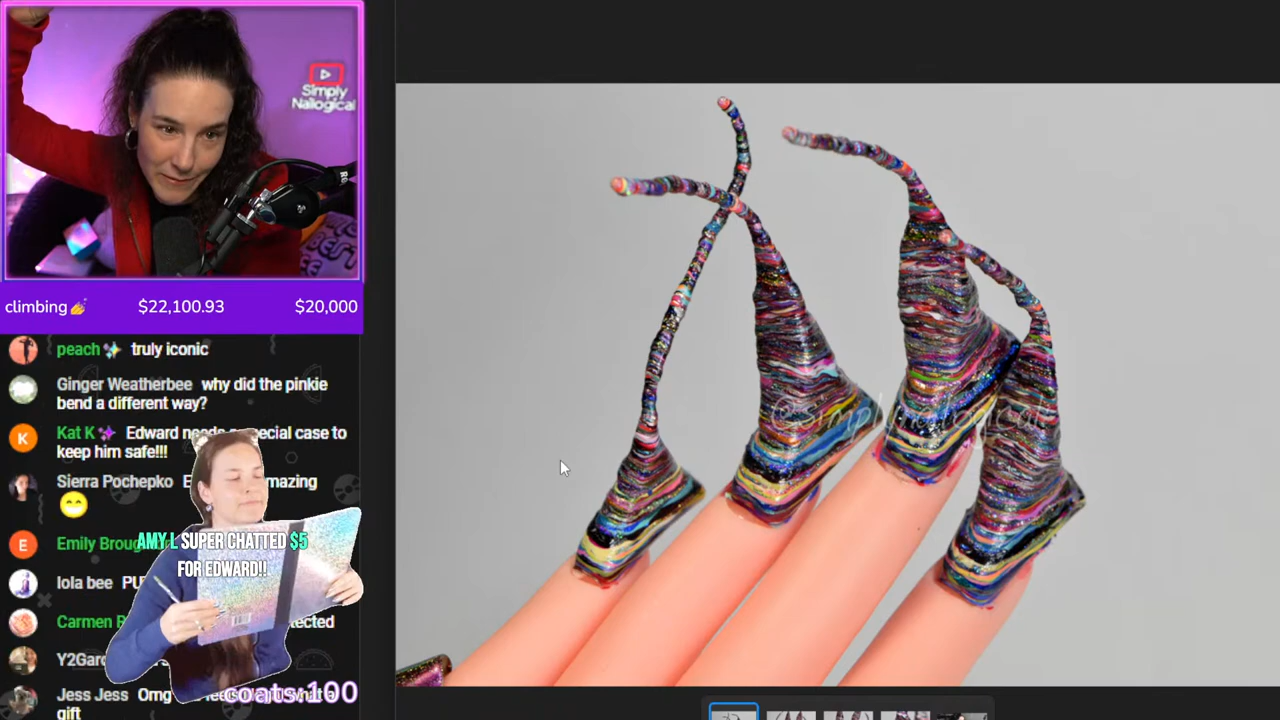 Simply
Nailogical
climbing💅 $22,100.93 $20,000
peach truly iconic
Ginger Weatherbee why did the pinkie
bend a different way?
Kat K Edward needs special case to
keep him safe!!!
Sierra Pochepko amazing
😁
Emily
AMY L SUPER CHATTED $5
FOR EDWARD!!
lola bee
Carmen
Jess Jess
gift
coats:100
@simplynailogical